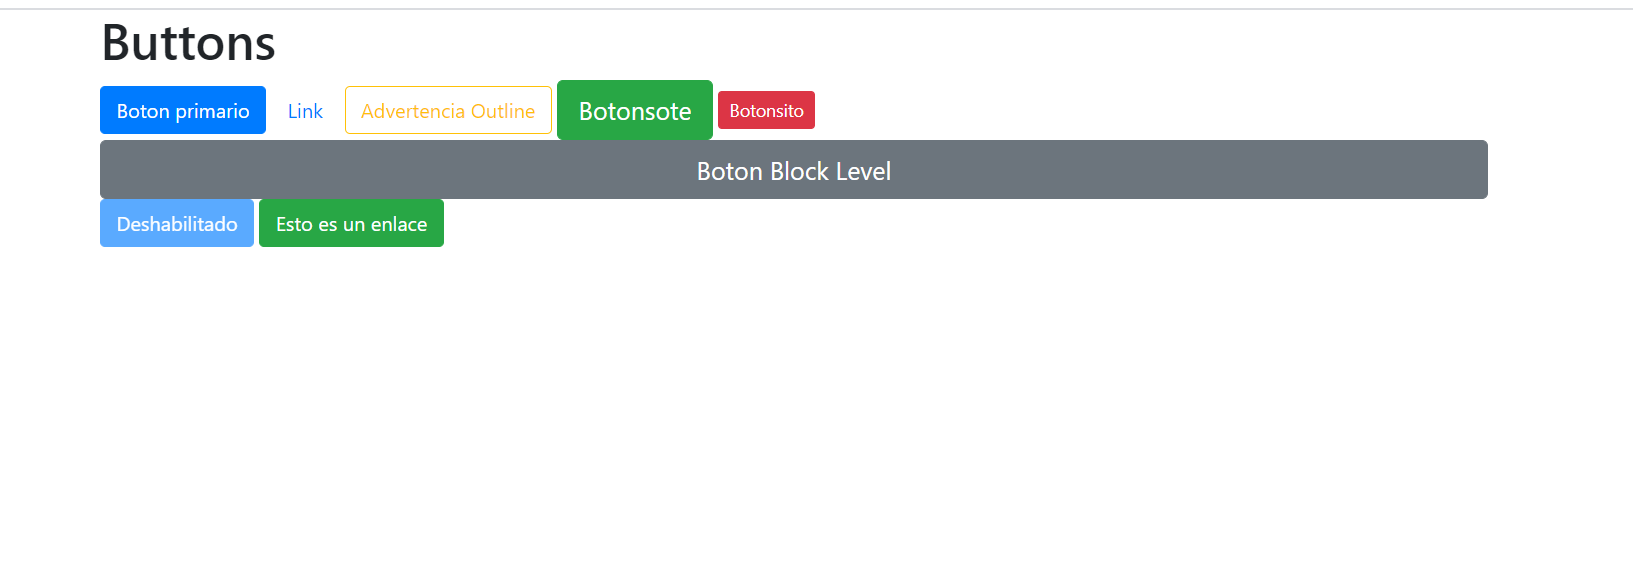 Buttons
Boton primario Link Advertencia Outline Botonsote Botonsito
Boton Block Level
Deshabilitado Esto es un enlace